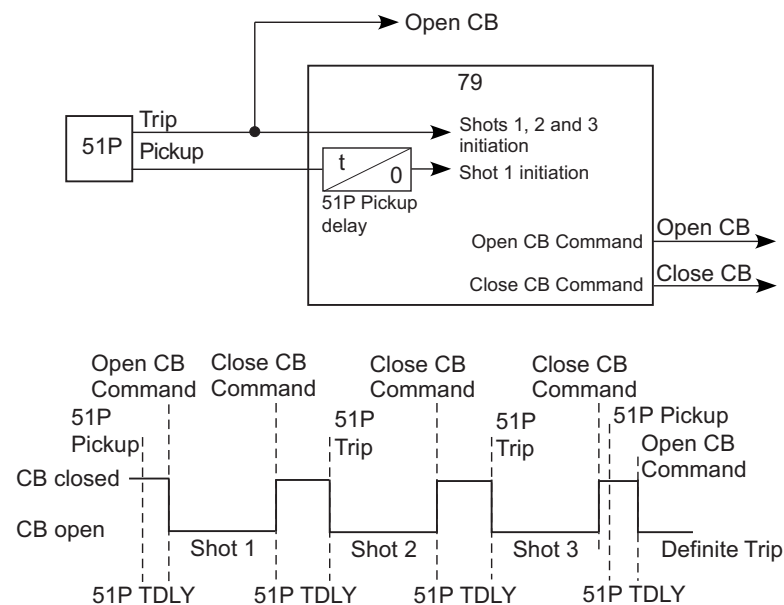 Open CB
79
51P
Trip
Pickup
Shots 1, 2 and 3
initiation
t
0
Shot 1 initiation
51P Pickup
delay
Open CB Command
Open CB
Close CB Command
Close CB
Open CB
Command
Close CB
Command
Close CB
Command
Close CB
Command
51P
Pickup
51P
Trip
51P
Trip
51P Pickup
Open CB
Command
CB closed
CB open
Shot 1
Shot 2
Shot 3
Definite Trip
51P TDLY
51P TDLY
51P TDLY
51P TDLY